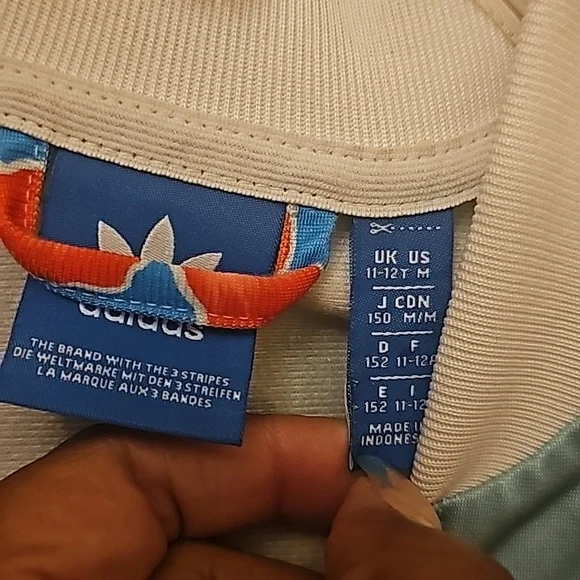 adidas
THE BRAND WITH THE 3 STRIPES
DIE WELTMARKE MIT DEN 3 STREIFEN
LA MARQUE AUX 3 BANDES
UK US
11-12T M
J CDN
150 M/M
D F
152 11-12A
E I
152 11-12
MADE I
INDONES